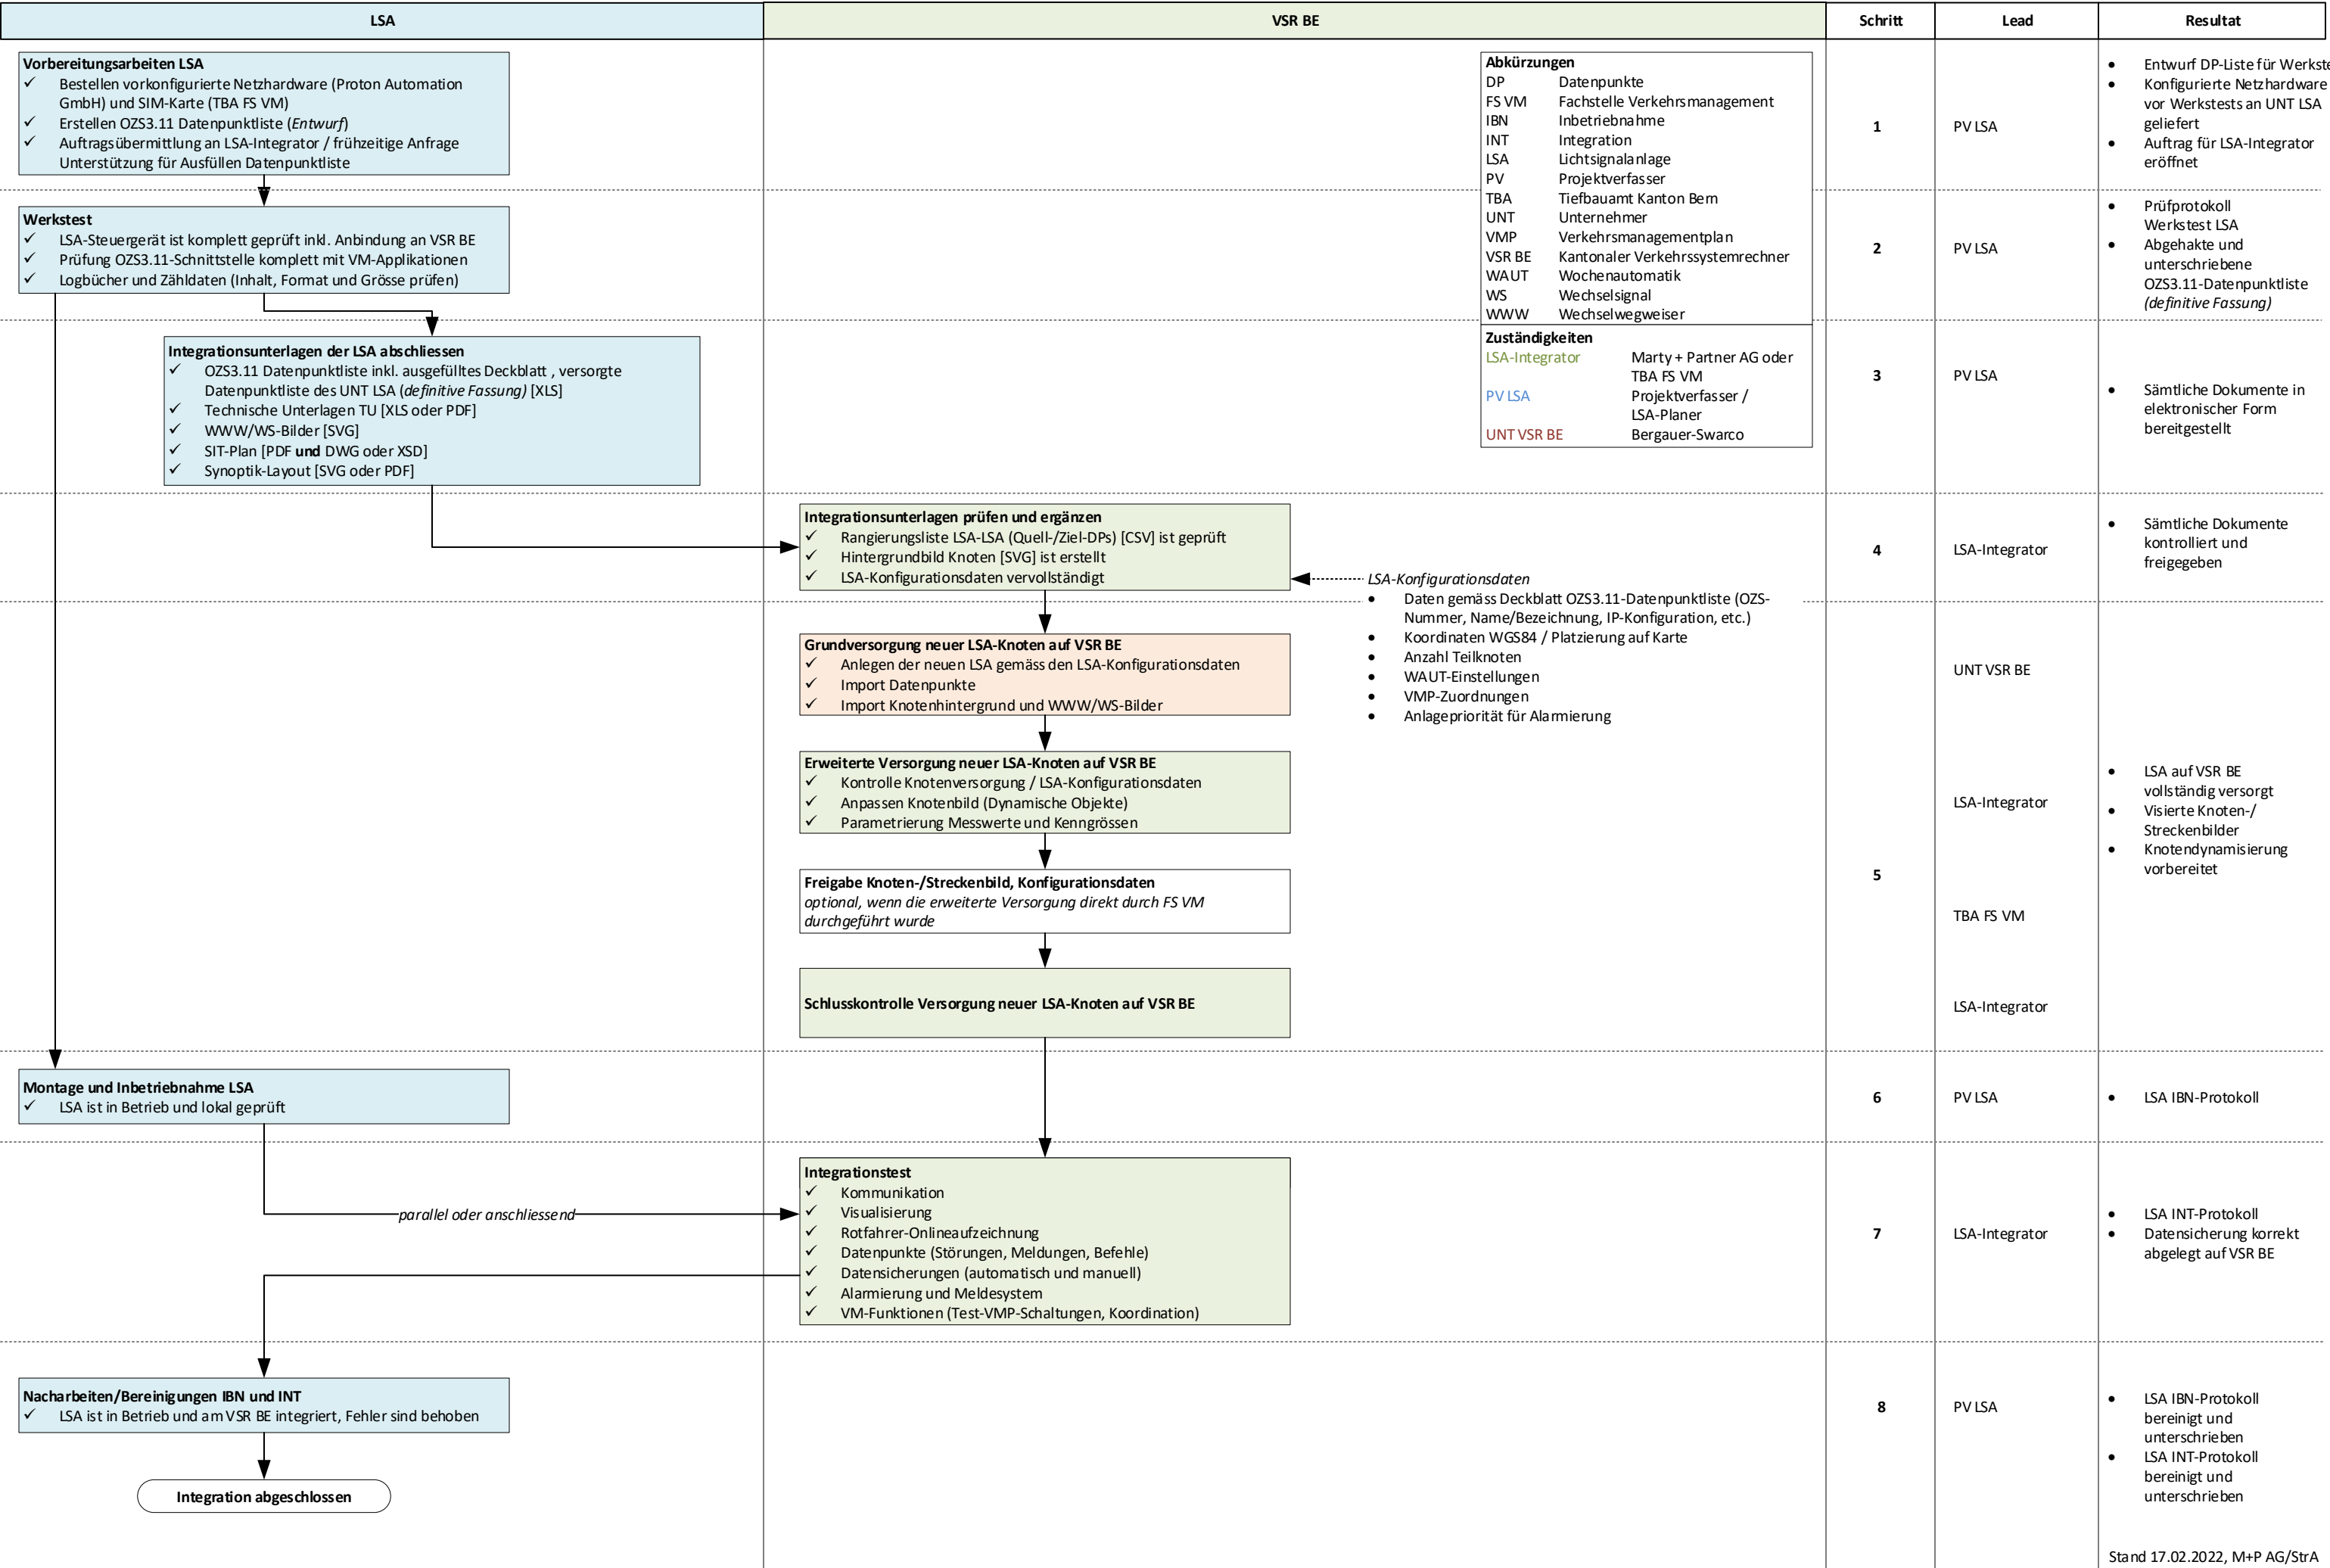 LSA
VSR BE
Schritt
Lead
Resultat
Vorbereitungsarbeiten LSA
✓ Bestellen vorkonfigurierte Netzhardware (Proton Automation
GmbH) und SIM-Karte (TBA FS VM)
✓ Erstellen OZS3.11 Datenpunktliste (Entwurf)
✓ Auftragsübermittlung an LSA-Integrator / frühzeitige Anfrage
Unterstützung für Ausfüllen Datenpunktliste
Abkürzungen
DP Datenpunkte
FS VM Fachstelle Verkehrsmanagement
IBN Inbetriebnahme
INT Integration
LSA Lichtsignalanlage
PV Projektverfasser
TBA Tiefbauamt Kanton Bern
UNT Unternehmer
VMP Verkehrsmanagementplan
VSR BE Kantonaler Verkehrssystemrechner
WAUT Wochenautomatik
WS Wechselsignal
WWW Wechselwegweiser
Zuständigkeiten
LSA-Integrator Marty + Partner AG oder
TBA FS VM
PV LSA Projektverfasser /
LSA-Planer
UNT VSR BE Bergauer-Swarco
1
PV LSA
• Entwurf DP-Liste für Werkste
• Konfigurierte Netzhardware
vor Werkstests an UNT LSA
geliefert
• Auftrag für LSA-Integrator
eröffnet
Werkstest
✓ LSA-Steuergerät ist komplett geprüft inkl. Anbindung an VSR BE
✓ Prüfung OZS3.11-Schnittstelle komplett mit VM-Applikationen
✓ Logbücher und Zähldaten (Inhalt, Format und Grösse prüfen)
2
PV LSA
• Prüfprotokoll
Werkstest LSA
• Abgehakte und
unterschriebene
OZS3.11-Datenpunktliste
(definitive Fassung)
Integrationsunterlagen der LSA abschliessen
✓ OZS3.11 Datenpunktliste inkl. ausgefülltes Deckblatt , versorgte
Datenpunktliste des UNT LSA (definitive Fassung) [XLS]
✓ Technische Unterlagen TU [XLS oder PDF]
✓ WWW/WS-Bilder [SVG]
✓ SIT-Plan [PDF und DWG oder XSD]
✓ Synoptik-Layout [SVG oder PDF]
3
PV LSA
• Sämtliche Dokumente in
elektronischer Form
bereitgestellt
Integrationsunterlagen prüfen und ergänzen
✓ Rangierungsliste LSA-LSA (Quell-/Ziel-DPs) [CSV] ist geprüft
✓ Hintergrundbild Knoten [SVG] ist erstellt
✓ LSA-Konfigurationsdaten vervollständigt
4
LSA-Integrator
• Sämtliche Dokumente
kontrolliert und
freigegeben
LSA-Konfigurationsdaten
• Daten gemäss Deckblatt OZS3.11-Datenpunktliste (OZS-
Nummer, Name/Bezeichnung, IP-Konfiguration, etc.)
• Koordinaten WGS84 / Platzierung auf Karte
• Anzahl Teilknoten
• WAUT-Einstellungen
• VMP-Zuordnungen
• Anlagepriorität für Alarmierung
Grundversorgung neuer LSA-Knoten auf VSR BE
✓ Anlegen der neuen LSA gemäss den LSA-Konfigurationsdaten
✓ Import Datenpunkte
✓ Import Knotenhintergrund und WWW/WS-Bilder
UNT VSR BE
Erweiterte Versorgung neuer LSA-Knoten auf VSR BE
✓ Kontrolle Knotenversorgung / LSA-Konfigurationsdaten
✓ Anpassen Knotenbild (Dynamische Objekte)
✓ Parametrierung Messwerte und Kenngrössen
LSA-Integrator
• LSA auf VSR BE
vollständig versorgt
• Visierte Knoten-/
Streckenbilder
• Knotendynamisierung
vorbereitet
Freigabe Knoten-/Streckenbild, Konfigurationsdaten
optional, wenn die erweiterte Versorgung direkt durch FS VM
durchgeführt wurde
5
TBA FS VM
Schlusskontrolle Versorgung neuer LSA-Knoten auf VSR BE
LSA-Integrator
Montage und Inbetriebnahme LSA
✓ LSA ist in Betrieb und lokal geprüft
6
PV LSA
• LSA IBN-Protokoll
parallel oder anschliessend
Integrationstest
✓ Kommunikation
✓ Visualisierung
✓ Rotfahrer-Onlineaufzeichnung
✓ Datenpunkte (Störungen, Meldungen, Befehle)
✓ Datensicherungen (automatisch und manuell)
✓ Alarmierung und Meldesystem
✓ VM-Funktionen (Test-VMP-Schaltungen, Koordination)
7
LSA-Integrator
• LSA INT-Protokoll
• Datensicherung korrekt
abgelegt auf VSR BE
Nacharbeiten/Bereinigungen IBN und INT
✓ LSA ist in Betrieb und am VSR BE integriert, Fehler sind behoben
8
PV LSA
• LSA IBN-Protokoll
bereinigt und
unterschrieben
• LSA INT-Protokoll
bereinigt und
unterschrieben
Integration abgeschlossen
Stand 17.02.2022, M+P AG/StrA